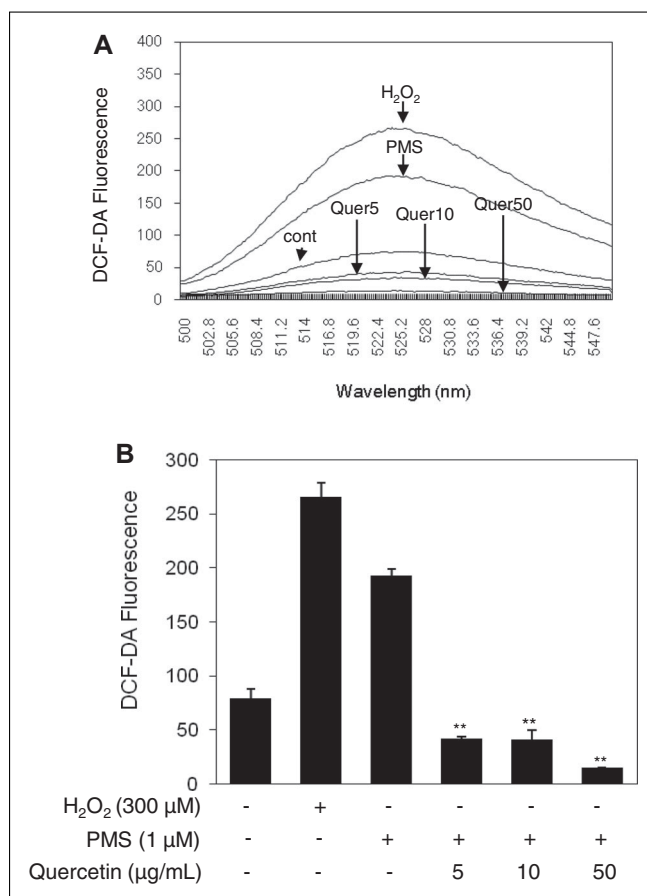 A
400
350
300
250
200
150
100
50
0
DCF-DA Fluorescence
H₂O₂
PMS
Quer5
Quer10
Quer50
cont
500
502.8
505.6
508.4
511.2
514
516.8
519.6
522.4
525.2
528
530.8
533.6
536.4
539.2
542
544.8
547.6
Wavelength (nm)
B
300
250
200
150
100
50
0
DCF-DA Fluorescence
** ** **
H₂O₂ (300 µM) - + - - - -
PMS (1 µM) - - + + + +
Quercetin (µg/mL) - - - 5 10 50